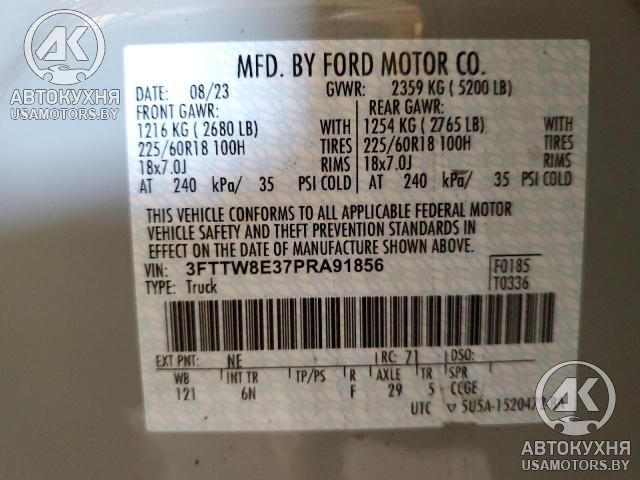 АК
АВТОКУХНЯ
USAMOTORS.BY
MFD. BY FORD MOTOR CO.
DATE: 08/23 GVWR: 2359 KG ( 5200 LB)
FRONT GAWR: REAR GAWR:
1216 KG ( 2680 LB) WITH 1254 KG ( 2765 LB) WITH
225/60R18 100H TIRES 225/60R18 100H TIRES
18x7.0J RIMS 18x7.0J RIMS
AT 240 kPa/ 35 PSI COLD AT 240 kPa/ 35 PSI COLD
THIS VEHICLE CONFORMS TO ALL APPLICABLE FEDERAL MOTOR
VEHICLE SAFETY AND THEFT PREVENTION STANDARDS IN
EFFECT ON THE DATE OF MANUFACTURE SHOWN ABOVE.
VIN: 3FTTW8E37PRA91856 F0185
TYPE: Truck T0336
EXT PNT: NE RC: 71 DSO:
WB INT TR TP/PS R AXLE TR SPR
121 6N F 29 5 CCGE
UTC
АК
АВТОКУХНЯ
USAMOTORS.BY